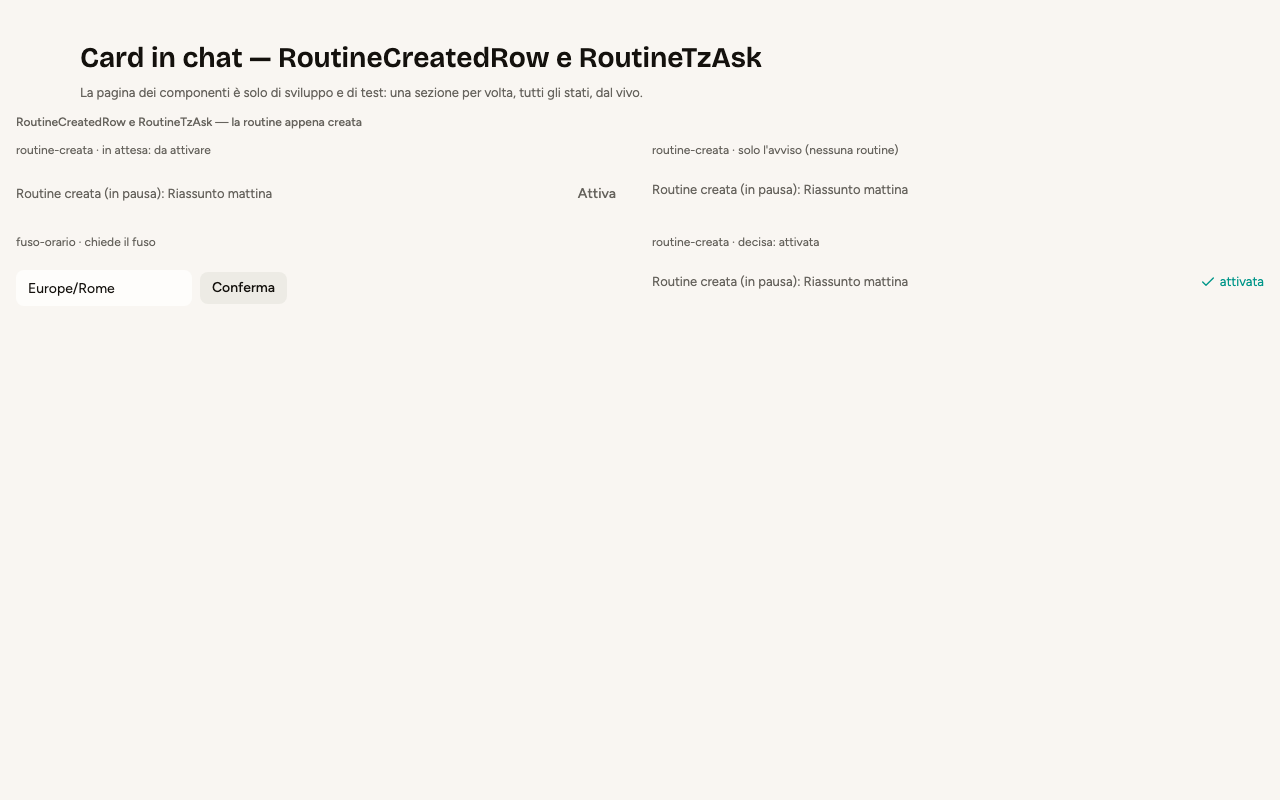 Card in chat — RoutineCreatedRow e RoutineTzAsk
La pagina dei componenti è solo di sviluppo e di test: una sezione per volta, tutti gli stati, dal vivo.
RoutineCreatedRow e RoutineTzAsk — la routine appena creata
routine-creata · in attesa: da attivare
Routine creata (in pausa): Riassunto mattina
Attiva
routine-creata · solo l'avviso (nessuna routine)
Routine creata (in pausa): Riassunto mattina
fuso-orario · chiede il fuso
Europe/Rome
Conferma
routine-creata · decisa: attivata
Routine creata (in pausa): Riassunto mattina
attivata